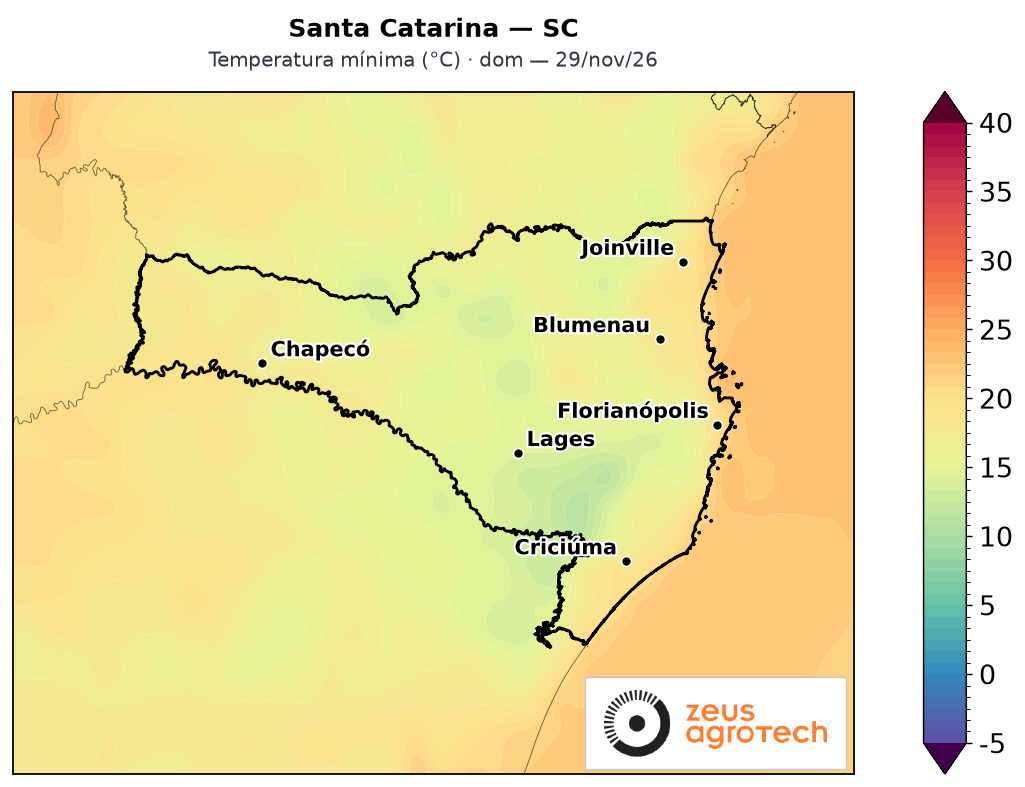 Santa Catarina — SC
Temperatura mínima (°C) · dom — 29/nov/26
Joinville
Blumenau
Chapecó
Florianópolis
Lages
Criciúma
40
35
30
25
20
15
10
5
0
-5
zeus
agrotech